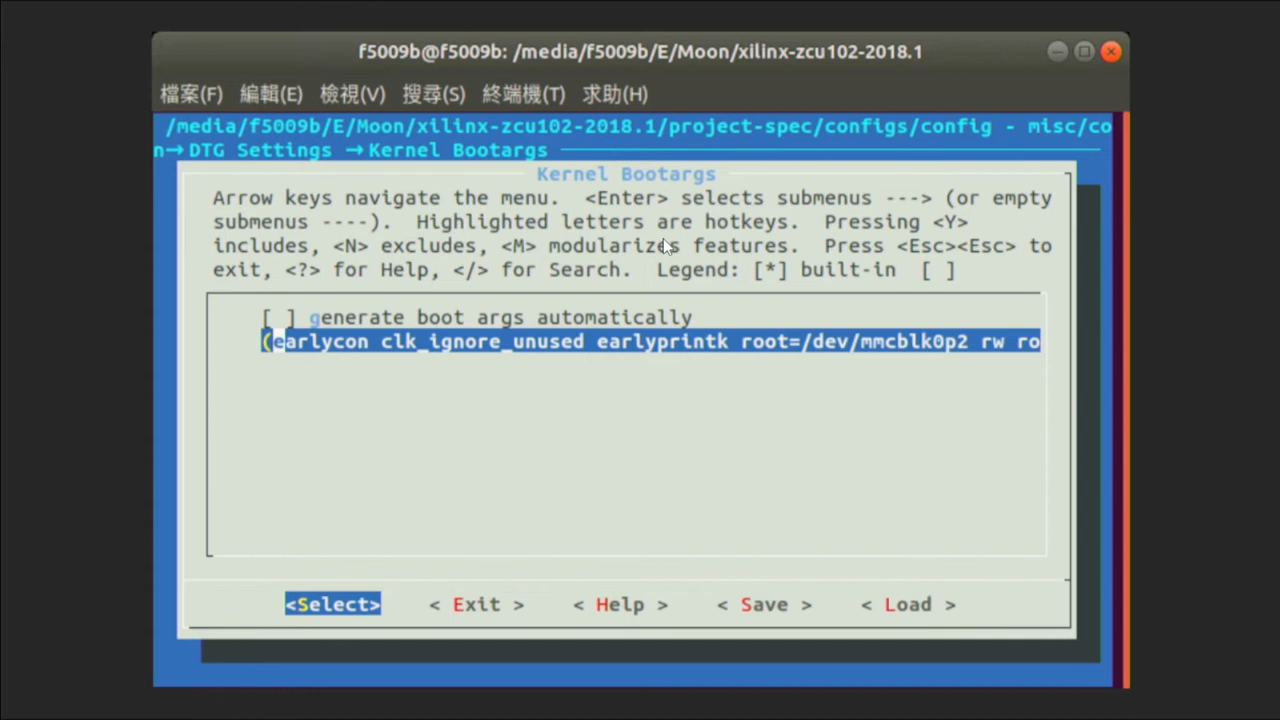 f5009b@f5009b: /media/f5009b/E/Moon/xilinx-zcu102-2018.1
檔案(F) 編輯(E) 檢視(V) 搜尋(S) 終端機(T) 求助(H)
/media/f5009b/E/Moon/xilinx-zcu102-2018.1/project-spec/configs/config - misc/co
n→DTG Settings →Kernel Bootargs
Kernel Bootargs
Arrow keys navigate the menu. <Enter> selects submenus ---> (or empty
submenus ----). Highlighted letters are hotkeys. Pressing <Y>
includes, <N> excludes, <M> modularizes features. Press <Esc><Esc> to
exit, <?> for Help, </> for Search. Legend: [*] built-in [ ]
[ ] generate boot args automatically
(earlycon clk_ignore_unused earlyprintk root=/dev/mmcblk0p2 rw ro
<Select> < Exit > < Help > < Save > < Load >